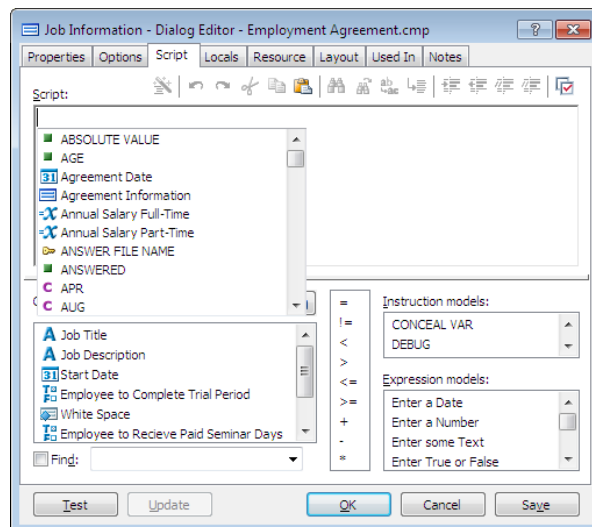 Job Information - Dialog Editor - Employment Agreement.cmp
Properties Options Script Locals Resource Layout Used In Notes
Script:
ABSOLUTE VALUE
AGE
31 Agreement Date
Agreement Information
=X Annual Salary Full-Time
=X Annual Salary Part-Time
ANSWER FILE NAME
ANSWERED
C APR
C AUG
A Job Title
A Job Description
31 Start Date
Employee to Complete Trial Period
White Space
Employee to Recieve Paid Seminar Days
Find:
=
!=
<
>
<=
>=
+
-
*
Instruction models:
CONCEAL VAR
DEBUG
Expression models:
Enter a Date
Enter a Number
Enter some Text
Enter True or False
Test Update OK Cancel Save